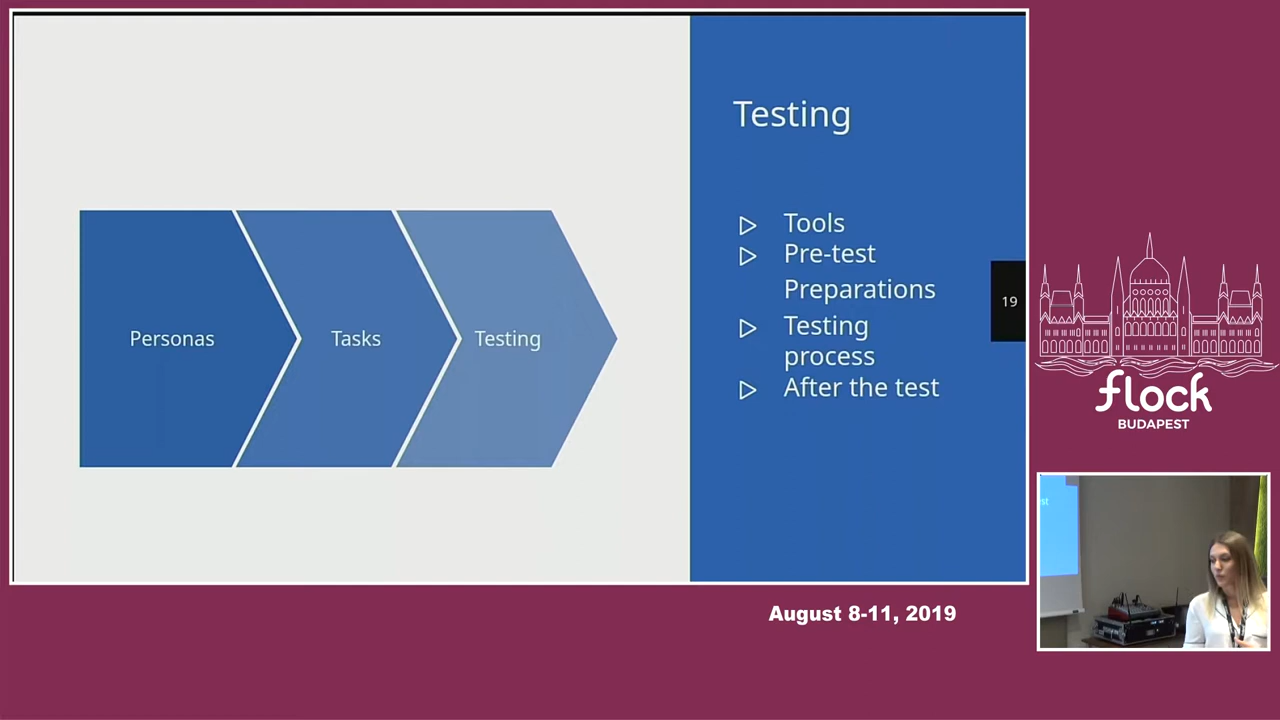 Personas
Tasks
Testing
Testing
Tools
Pre-test
Preparations
Testing
process
After the test
19
flock
BUDAPEST
August 8-11, 2019